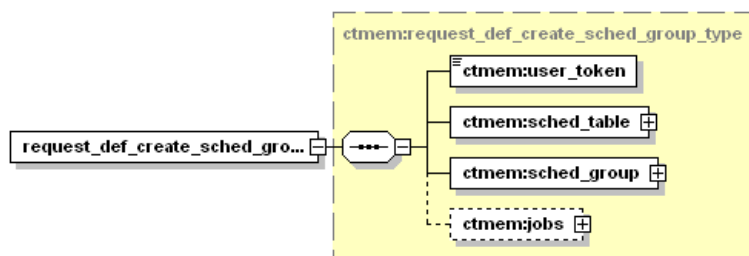 ctmem:request_def_create_sched_group_type
ctmem:user_token
ctmem:sched_table
request_def_create_sched_gro...
ctmem:sched_group
ctmem:jobs